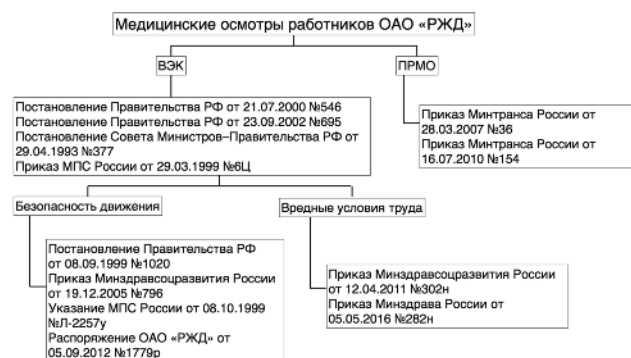 Медицинские осмотры работников ОАО «РЖД»
ВЭК
ПРМО
Постановление Правительства РФ от 21.07.2000 №546
Постановление Правительства РФ от 23.09.2002 №695
Постановление Совета Министров–Правительства РФ от
29.04.1993 №377
Приказ МПС России от 29.03.1999 №6Ц
Приказ Минтранса России от
28.03.2007 №36
Приказ Минтранса России от
16.07.2010 №154
Безопасность движения
Вредные условия труда
Постановление Правительства РФ
от 08.09.1999 №1020
Приказ Минздравсоцразвития России
от 19.12.2005 №796
Указание МПС России от 08.10.1999
№Л-2257у
Распоряжение ОАО «РЖД» от
05.09.2012 №1779р
Приказ Минздравсоцразвития России
от 12.04.2011 №302н
Приказ Минздрава России от
05.05.2016 №282н